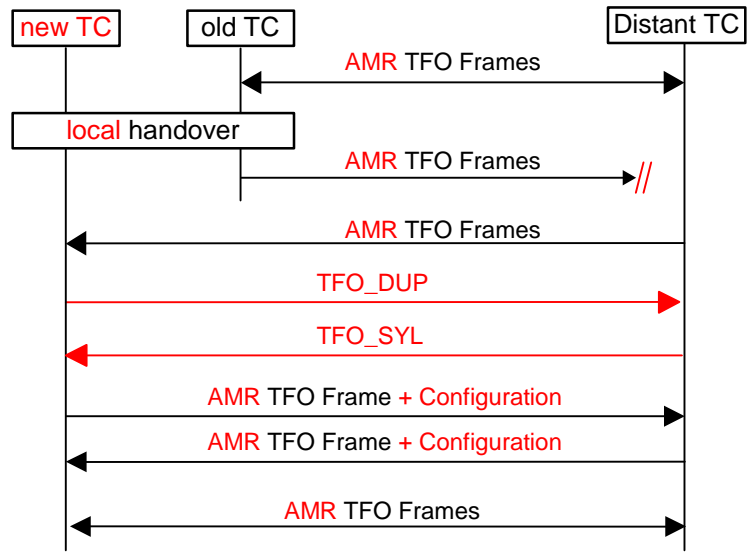 new TC
old TC
Distant TC
AMR TFO Frames
local handover
AMR TFO Frames
AMR TFO Frames
TFO_DUP
TFO_SYL
AMR TFO Frame + Configuration
AMR TFO Frame + Configuration
AMR TFO Frames